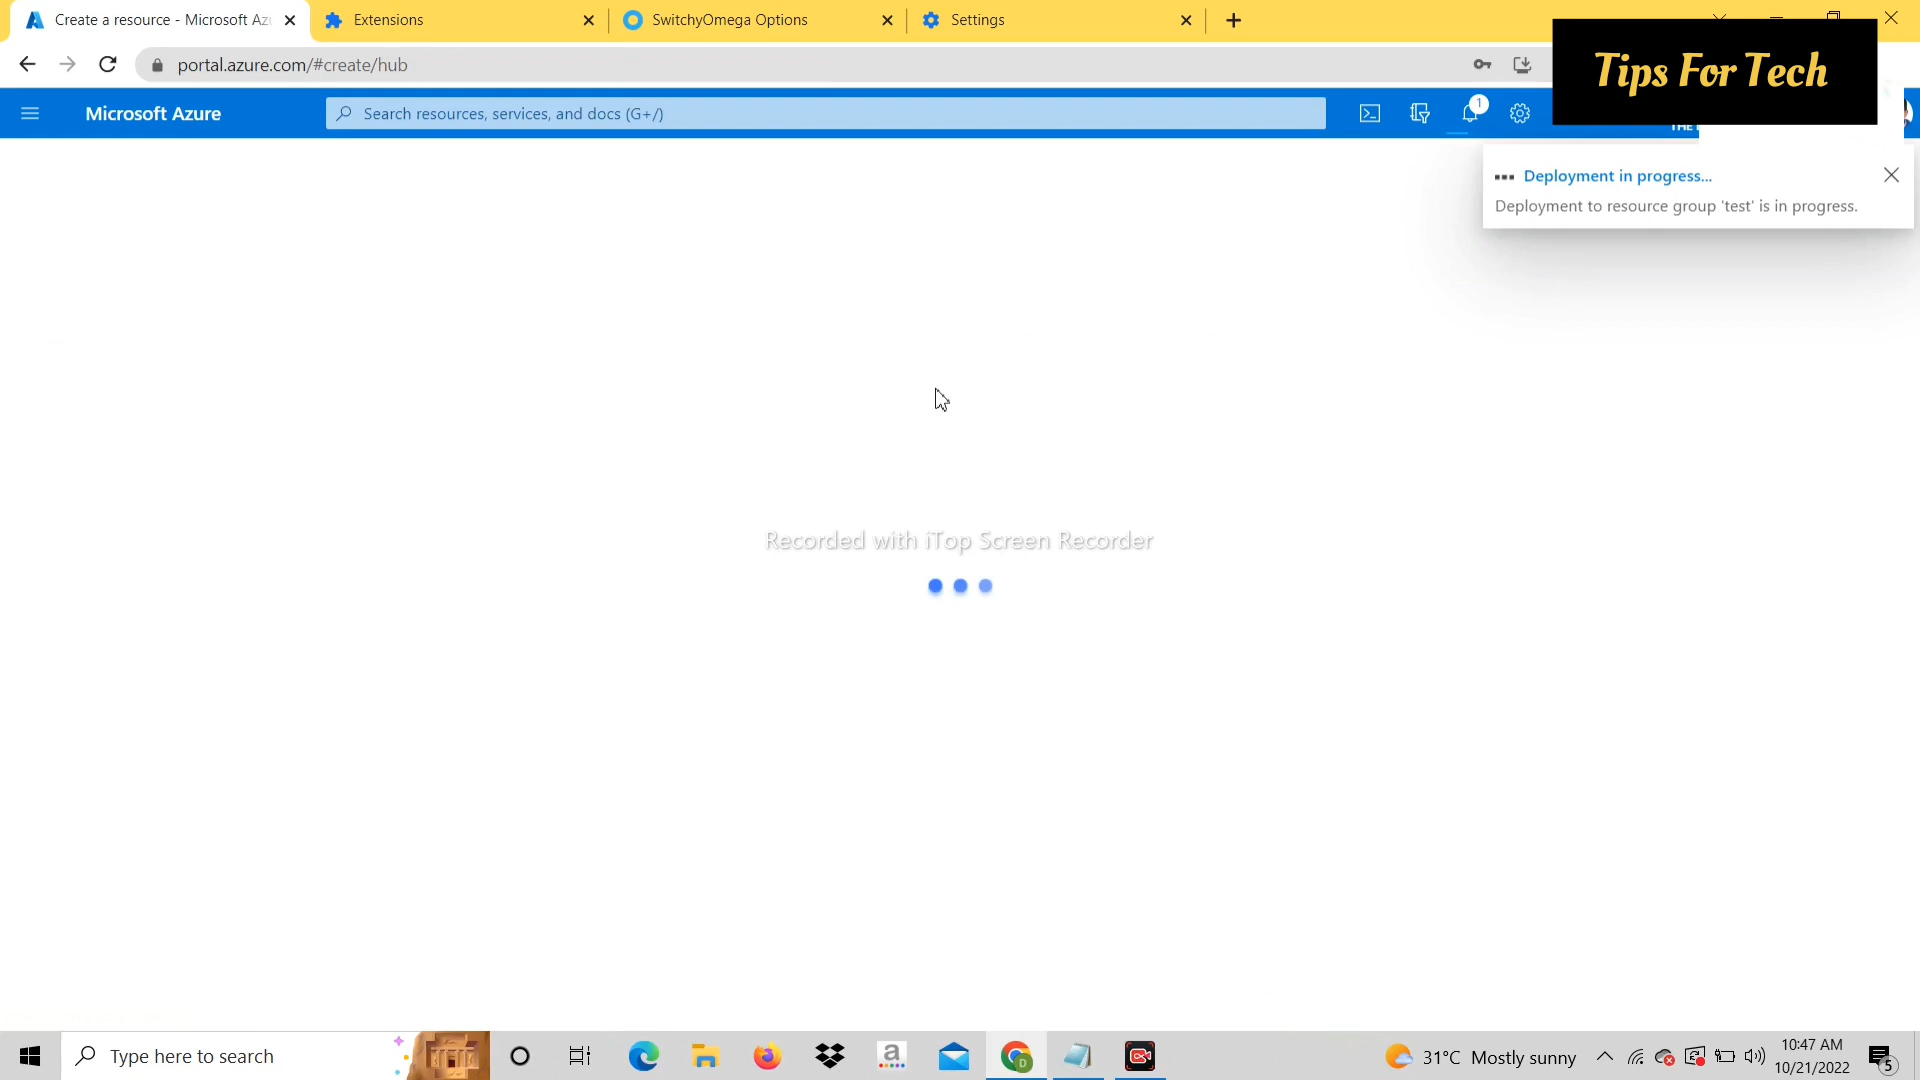 Create a resource - Microsoft Az
Extensions
SwitchyOmega Options
Settings
portal.azure.com/#create/hub
Tips For Tech
Microsoft Azure
Search resources, services, and docs (G+/)
1
THE
Deployment in progress...
Deployment to resource group 'test' is in progress.
Recorded with iTop Screen Recorder
Type here to search
a
D
31°C Mostly sunny
10:47 AM
10/21/2022
5